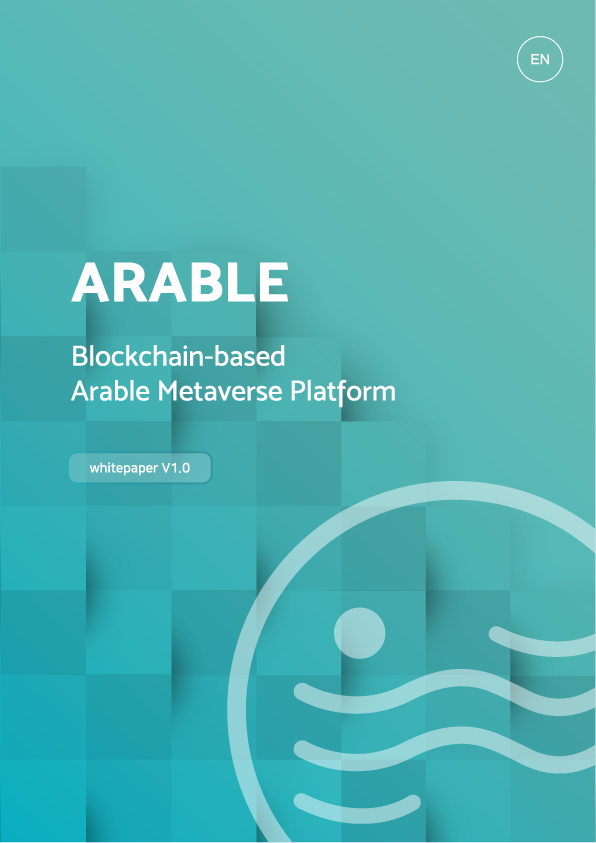 EN
ARABLE
Blockchain-based
Arable Metaverse Platform
whitepaper V1.0